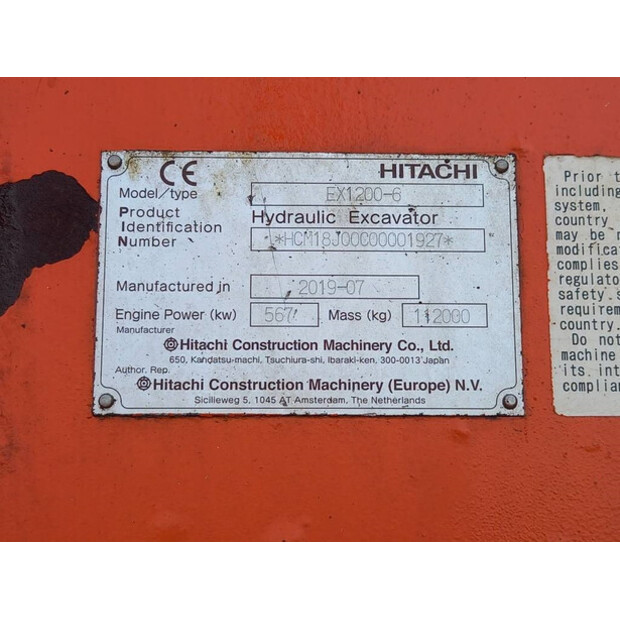 CE HITACHI
Model/type EX1200-6
Product Hydraulic Excavator
Identification
Number *HCM18J00C00001927*
Manufactured in 2019-07
Engine Power (kw) 567 Mass (kg) 112000
Manufacturer
Hitachi Construction Machinery Co., Ltd.
650, Kandatsu-machi, Tsuchiura-shi, Ibaraki-ken, 300-0013 Japan
Author. Rep.
Hitachi Construction Machinery (Europe) N.V.
Sicilieweg 5, 1045 AT Amsterdam, The Netherlands
Prior t
including
system,
country
may be m
modificat
complies
regulator
safety s
requirem
country.
Do not
machine
its int
complian